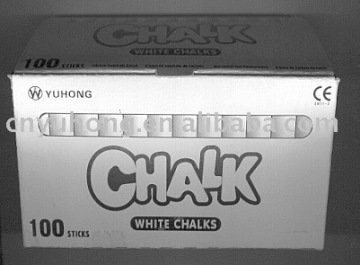 100 STICKS
CHALK
WHITE CHALKS
YUHONG
CE
cnyuhong.en.alibaba.com
CHALK
WHITE CHALKS
100 STICKS